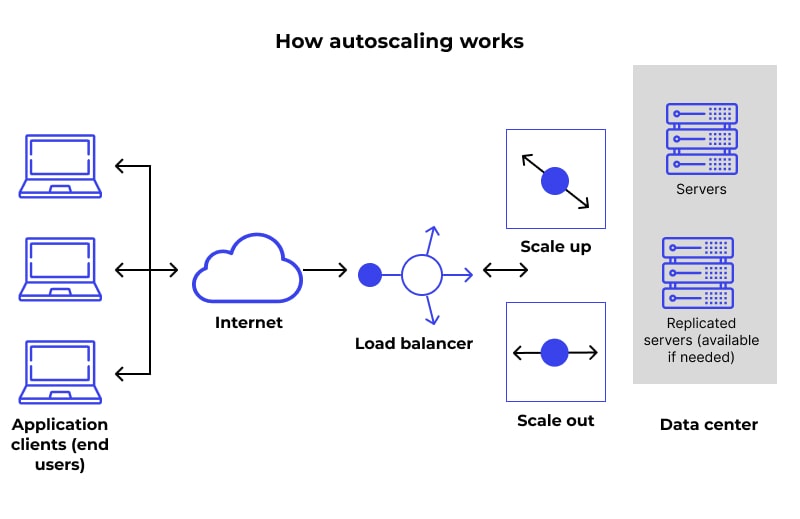 How autoscaling works
Servers
Scale up
Internet
Load balancer
Replicated
servers (available
if needed)
Scale out
Application
clients (end
users)
Data center